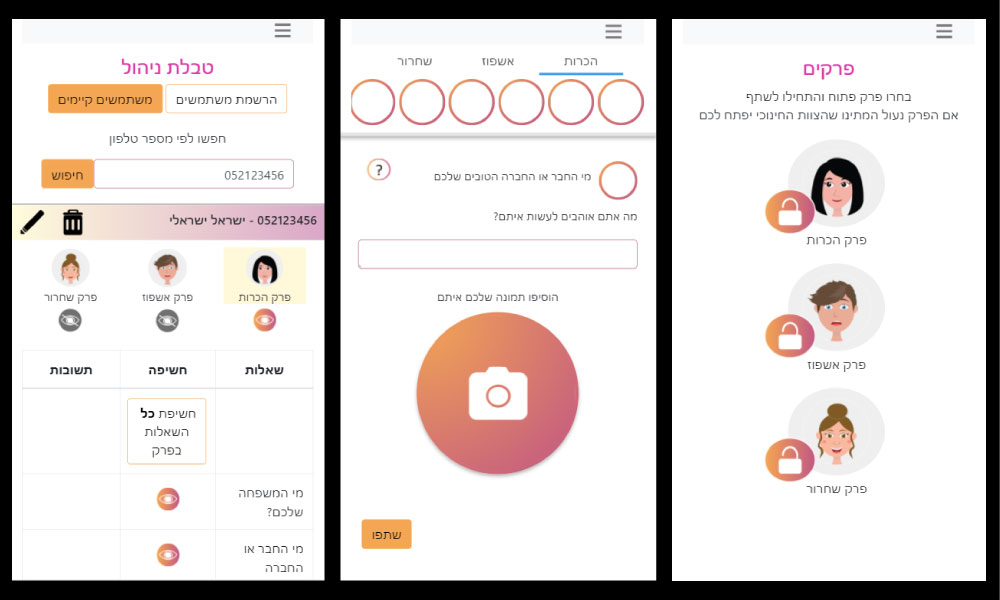 פרקים
בחרו פרק פתוח והתחילו לשתף
אם הפרק נעול המתינו שהצוות החינוכי יפתח לכם
פרק הכרות
פרק אשפוז
פרק שחרור
הכרות
אשפוז
שחרור
מי החבר או החברה הטובים שלכם
?
מה אתם אוהבים לעשות איתם?
הוסיפו תמונה שלכם איתם
שתפו
טבלת ניהול
הרשמת משתמשים
משתמשים קיימים
חפשו לפי מספר טלפון
052123456
חיפוש
052123456 - ישראל ישראלי
פרק הכרות
פרק אשפוז
פרק שחרור
שאלות
חשיפה
תשובות
חשיפת כל
השאלות
בפרק
מי המשפחה
שלכם?
מי החבר או
החברה